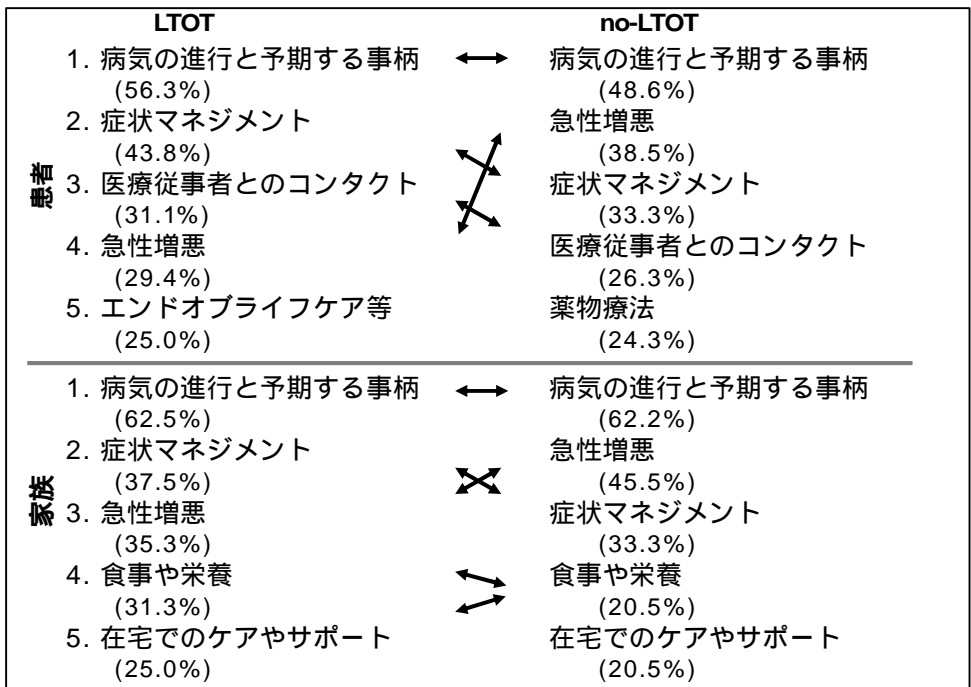 LTOT no-LTOT
患者
1. 病気の進行と予期する事柄 病気の進行と予期する事柄
(56.3%) (48.6%)
2. 症状マネジメント 急性増悪
(43.8%) (38.5%)
3. 医療従事者とのコンタクト 症状マネジメント
(31.1%) (33.3%)
4. 急性増悪 医療従事者とのコンタクト
(29.4%) (26.3%)
5. エンドオブライフケア等 薬物療法
(25.0%) (24.3%)
家族
1. 病気の進行と予期する事柄 病気の進行と予期する事柄
(62.5%) (62.2%)
2. 症状マネジメント 急性増悪
(37.5%) (45.5%)
3. 急性増悪 症状マネジメント
(35.3%) (33.3%)
4. 食事や栄養 食事や栄養
(31.3%) (20.5%)
5. 在宅でのケアやサポート 在宅でのケアやサポート
(25.0%) (20.5%)